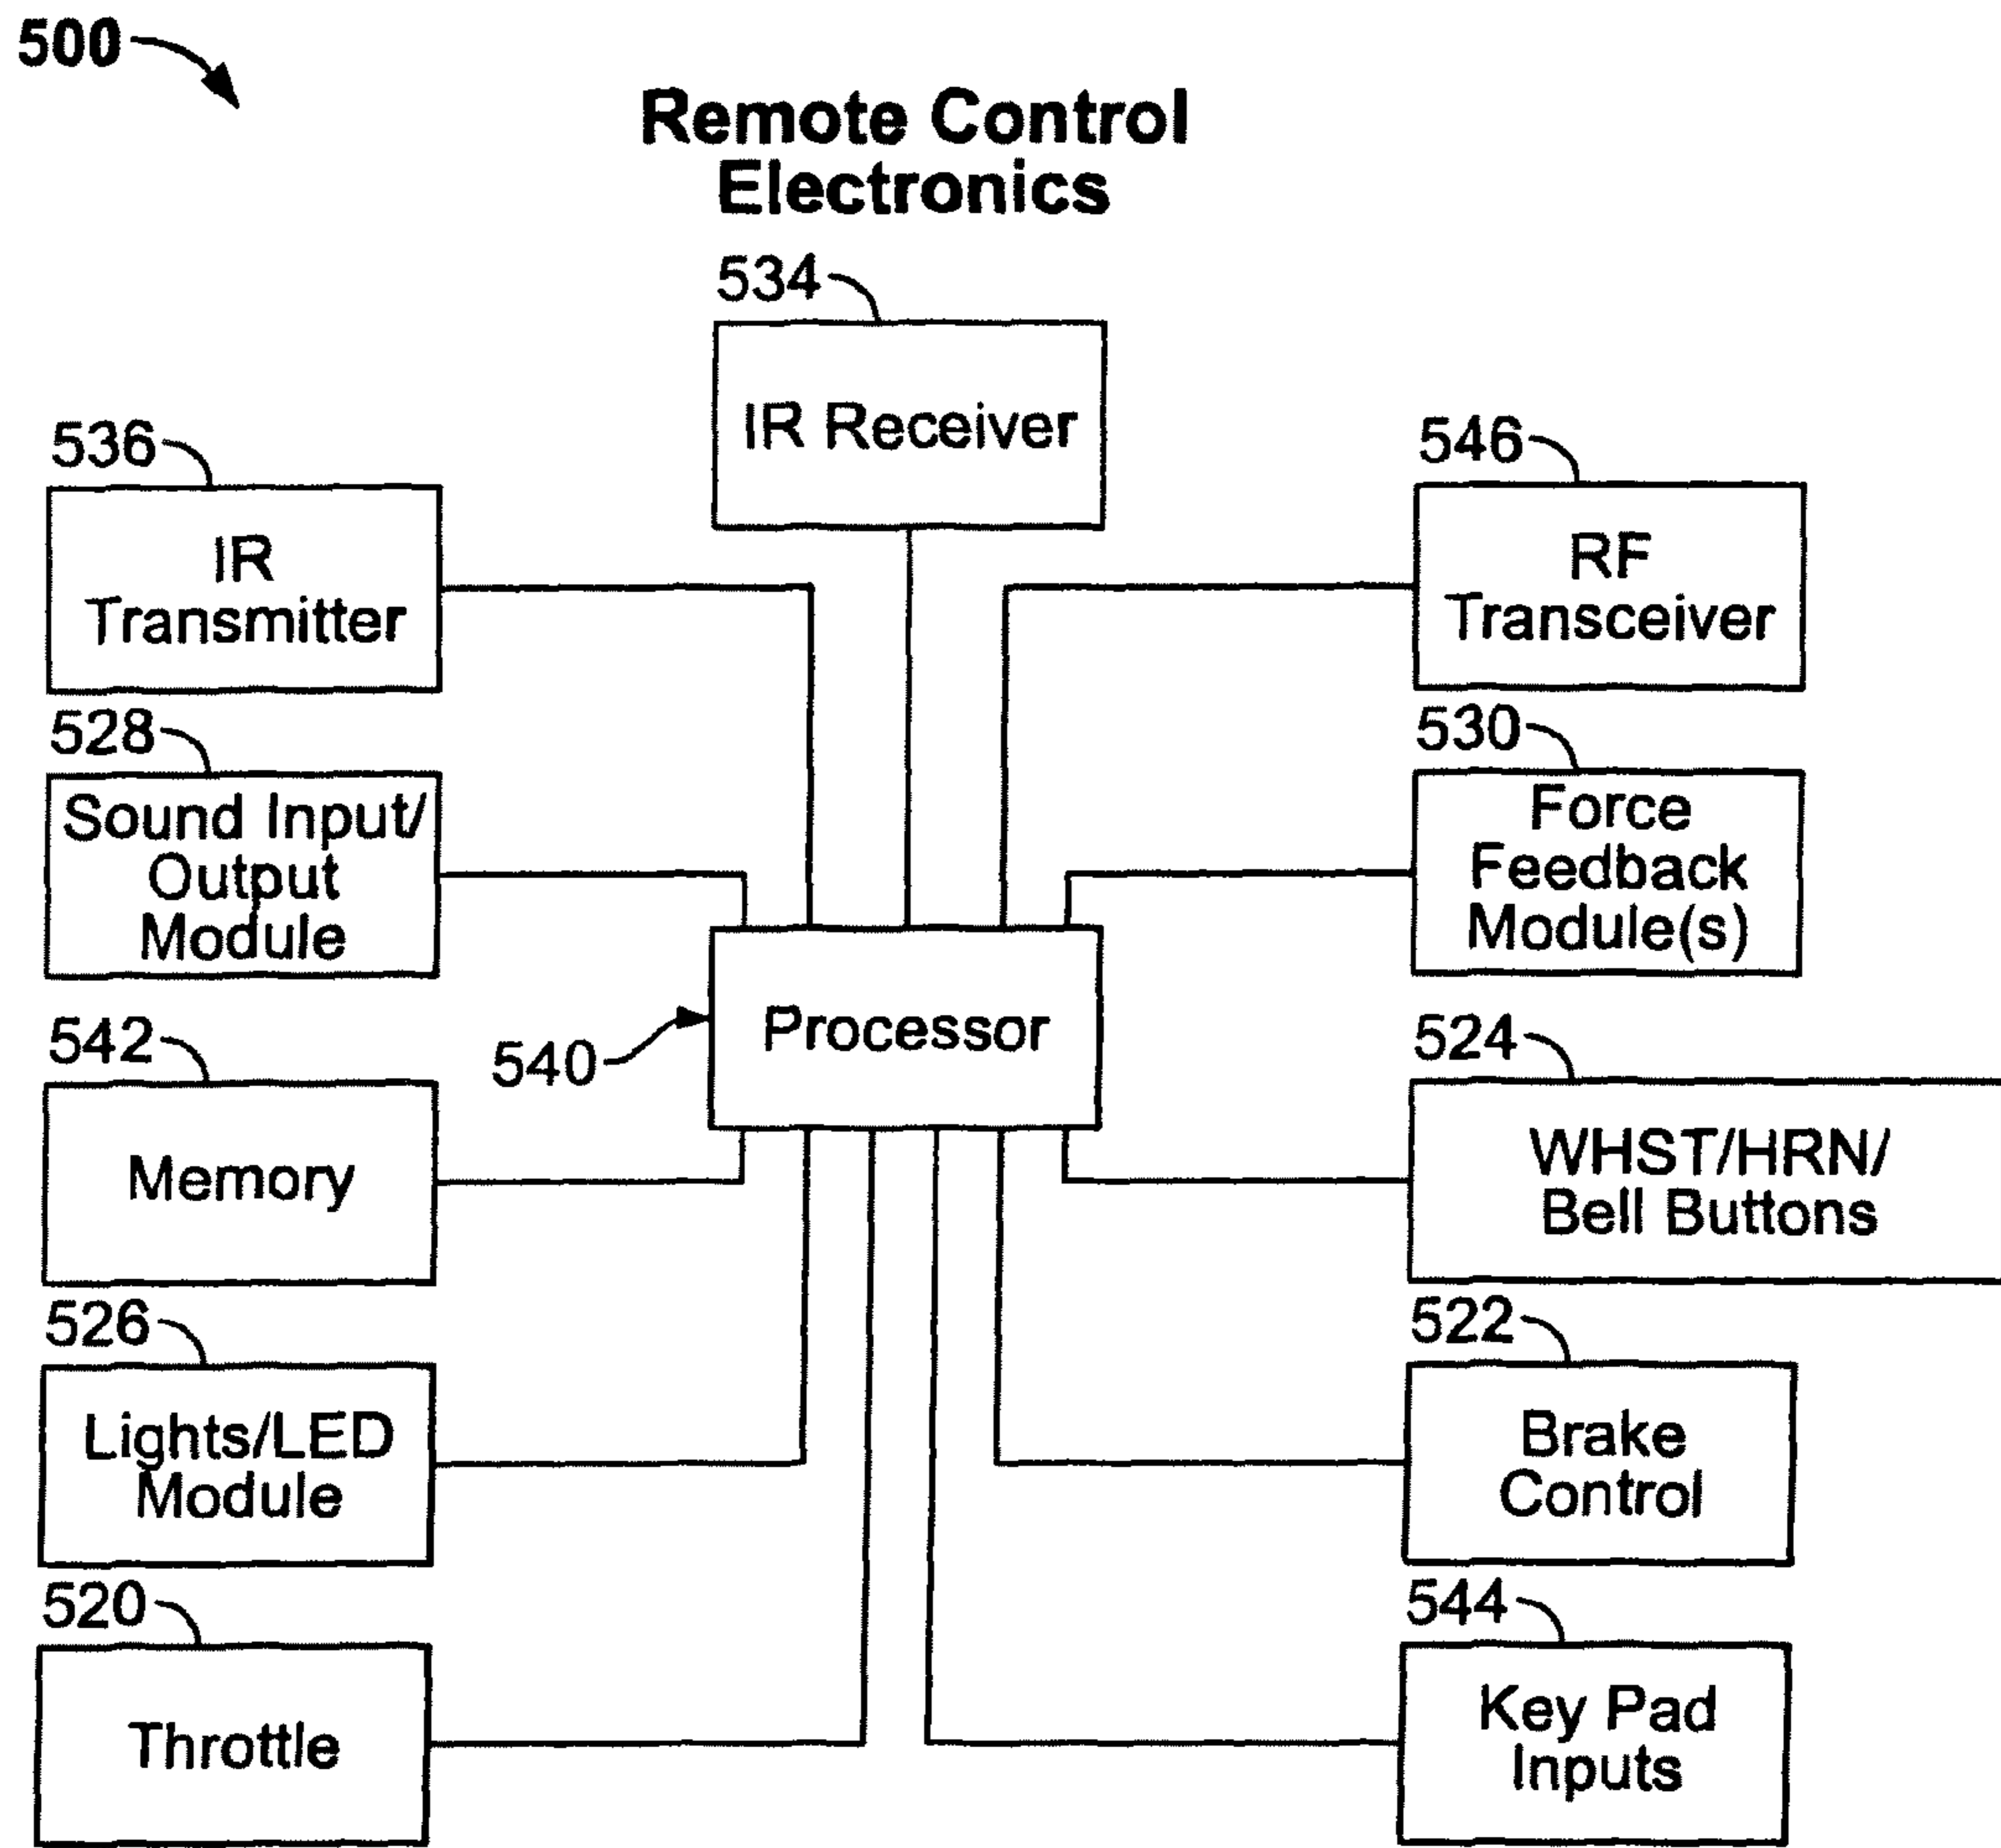 500
Remote Control
Electronics
534
IR Receiver
536
IR
Transmitter
546
RF
Transceiver
528
Sound Input/
Output
Module
530
Force
Feedback
Module(s)
540
Processor
542
Memory
524
WHST/HRN/
Bell Buttons
526
Lights/LED
Module
522
Brake
Control
520
Throttle
544
Key Pad
Inputs